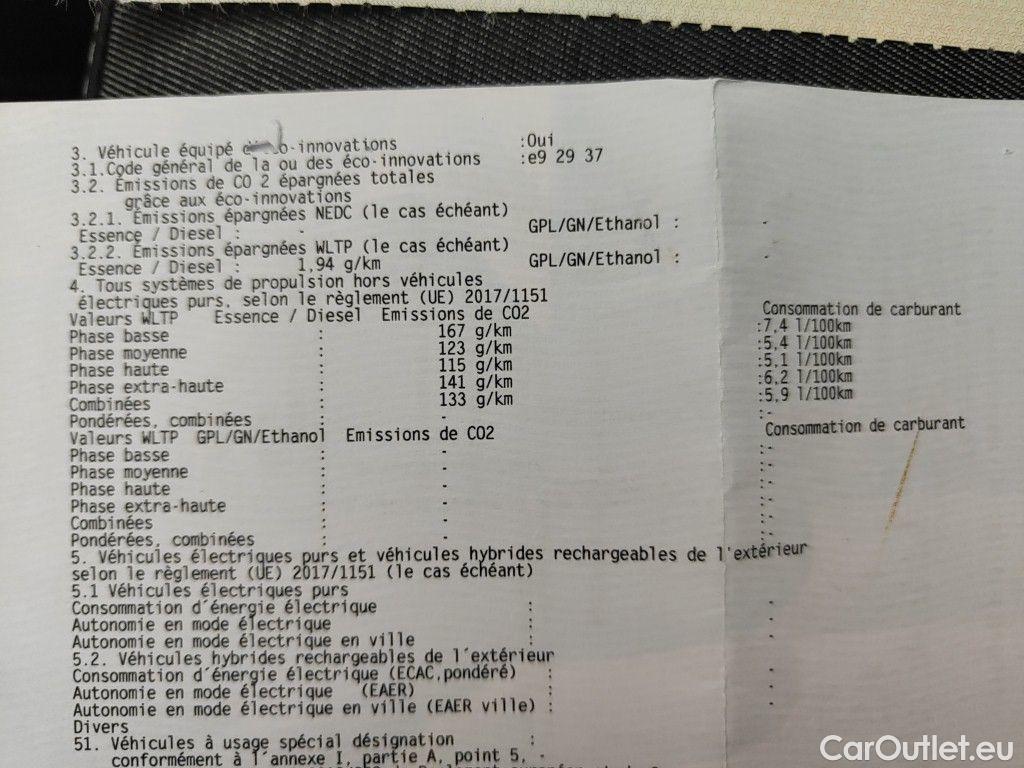 3. Véhicule équipé d'éco-innovations :Oui
3.1.Code général de la ou des éco-innovations :e9 29 37
3.2. Émissions de CO 2 épargnées totales
grâce aux éco-innovations
3.2.1. Émissions épargnées NEDC (le cas échéant)
Essence / Diesel : - GPL/GN/Ethanol : -
3.2.2. Émissions épargnées WLTP (le cas échéant)
Essence / Diesel : 1,94 g/km GPL/GN/Ethanol : -
4. Tous systèmes de propulsion hors véhicules
électriques purs, selon le règlement (UE) 2017/1151
Valeurs WLTP Essence / Diesel Emissions de CO2 Consommation de carburant
Phase basse : 167 g/km :7,4 l/100km
Phase moyenne : 123 g/km :5,4 l/100km
Phase haute : 115 g/km :5,1 l/100km
Phase extra-haute : 141 g/km :6,2 l/100km
Combinées : 133 g/km :5,9 l/100km
Pondérées, combinées : - :-
Valeurs WLTP GPL/GN/Ethanol Emissions de CO2 Consommation de carburant
Phase basse : - :-
Phase moyenne : - :-
Phase haute : - :-
Phase extra-haute : - :-
Combinées : - :-
Pondérées, combinées : - :-
5. Véhicules électriques purs et véhicules hybrides rechargeables de l'extérieur
selon le règlement (UE) 2017/1151 (le cas échéant)
5.1 Véhicules électriques purs
Consommation d'énergie électrique : -
Autonomie en mode électrique : -
Autonomie en mode électrique en ville : -
5.2. Véhicules hybrides rechargeables de l'extérieur
Consommation d'énergie électrique (ECAC,pondéré) : -
Autonomie en mode électrique (EAER) : -
Autonomie en mode électrique en ville (EAER ville) : -
Divers
51. Véhicules à usage spécial désignation :
conformément à l'annexe I, partie A, point 5, -
CarOutlet.eu